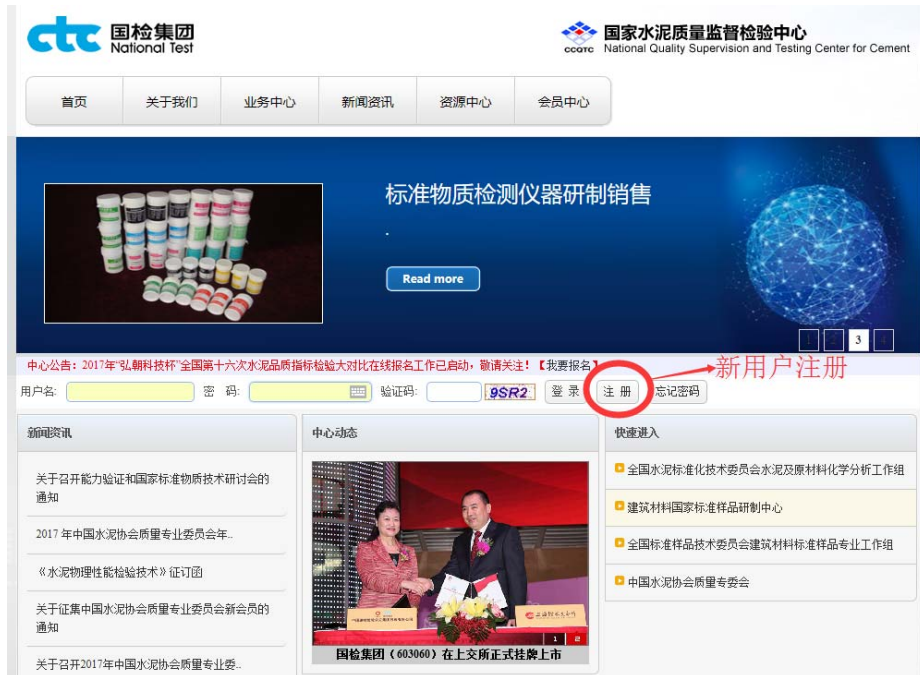 ctc 国检集团
National Test
CCQTC 国家水泥质量监督检验中心
National Quality Supervision and Testing Center for Cement
首页 关于我们 业务中心 新闻资讯 资源中心 会员中心
标准物质检测仪器研制销售
.
Read more
1 2 3 4
中心公告：2017年“弘朝科技杯”全国第十六次水泥品质指标检验大对比在线报名工作已启动，敬请关注！【我要报名】
新用户注册
用户名: 密 码: 验证码: 9SR2 登 录 注 册 忘记密码
新闻资讯
关于召开能力验证和国家标准物质技术研讨会的
通知
2017 年中国水泥协会质量专业委员会年..
《水泥物理性能检验技术》征订函
关于征集中国水泥协会质量专业委员会新会员的
通知
关于召开2017年中国水泥协会质量专业委..
中心动态
1 2
国检集团（603060）在上交所正式挂牌上市
快速进入
全国水泥标准化技术委员会水泥及原材料化学分析工作组
建筑材料国家标准样品研制中心
全国标准样品技术委员会建筑材料标准样品专业工作组
中国水泥协会质量专委会